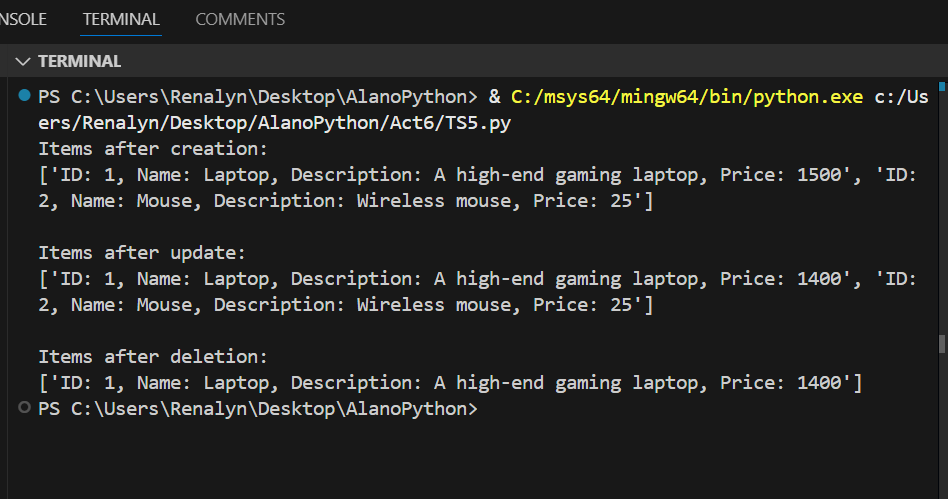 NSOLE TERMINAL COMMENTS
TERMINAL
PS C:\Users\Renalyn\Desktop\AlanoPython> & C:/msys64/mingw64/bin/python.exe c:/Us
ers/Renalyn/Desktop/AlanoPython/Act6/TS5.py
Items after creation:
['ID: 1, Name: Laptop, Description: A high-end gaming laptop, Price: 1500', 'ID:
2, Name: Mouse, Description: Wireless mouse, Price: 25']
Items after update:
['ID: 1, Name: Laptop, Description: A high-end gaming laptop, Price: 1400', 'ID:
2, Name: Mouse, Description: Wireless mouse, Price: 25']
Items after deletion:
['ID: 1, Name: Laptop, Description: A high-end gaming laptop, Price: 1400']
PS C:\Users\Renalyn\Desktop\AlanoPython>